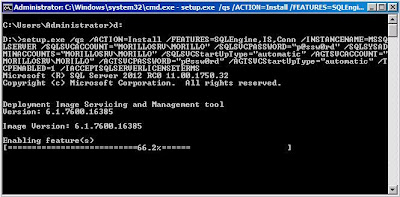 Administrator: C:\Windows\system32\cmd.exe - setup.exe /qs /ACTION=Install /FEATURES=SQLEngi...
C:\Users\Administrator>d:
D:\>setup.exe /qs /ACTION=Install /FEATURES=SQLEngine,IS,Conn /INSTANCENAME=MSSQ
LSERVER /SQLSVCACCOUNT="MORILLOSRV\MORILLO" /SQLSVCPASSWORD="p@ssw0rd" /SQLSYSAD
MINACCOUNTS="MORILLOSRV\MORILLO" /SQLSVCStartUpType="automatic" /AGTSVCACCOUNT="
MORILLOSRV\MORILLO" /AGTSVCPASSWORD="p@ssw0rd" /AGTSVCStartUpType="automatic" /T
CPENABLED=1 /IACCEPTSQLSERVERLICENSETERMS
Microsoft (R) SQL Server 2012 RC0 11.00.1750.32
Copyright (c) Microsoft Corporation.  All rights reserved.
Deployment Image Servicing and Management tool
Version: 6.1.7600.16385
Image Version: 6.1.7600.16385
Enabling feature(s)
[===========================66.2%======                    ]